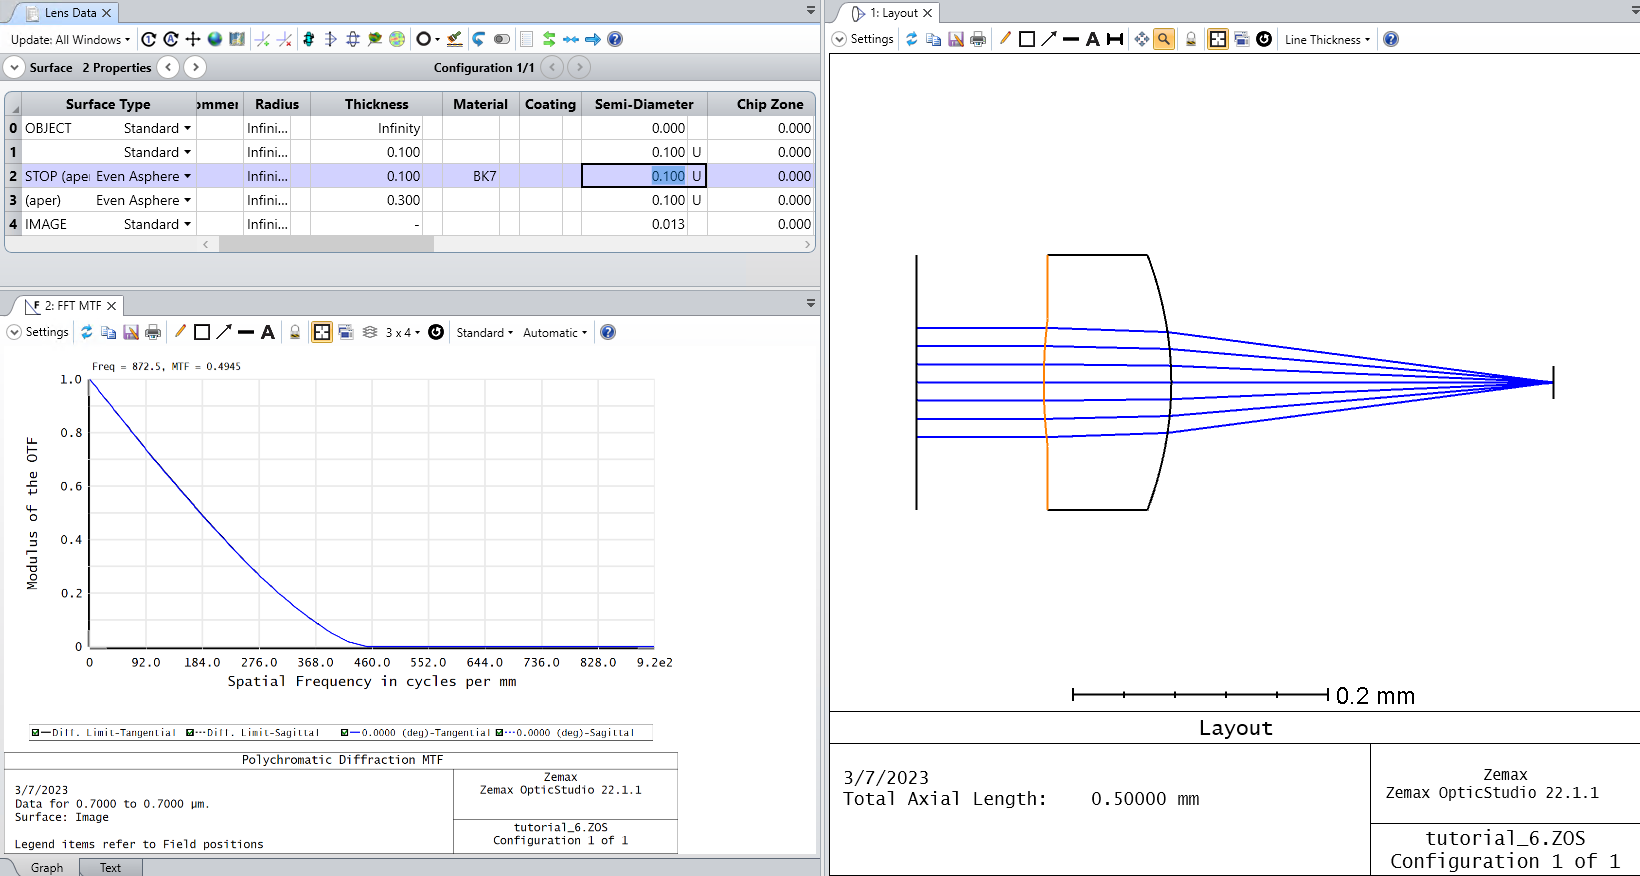 Lens Data
Update: All Windows
Surface 2 Properties
Configuration 1/1
Surface Type ommer Radius Thickness Material Coating Semi-Diameter Chip Zone
0 OBJECT Standard Infini... Infinity 0.000 0.000
1 Standard Infini... 0.100 0.100 U 0.000
2 STOP (aper Even Asphere Infini... 0.100 BK7 0.100 U 0.000
3 (aper) Even Asphere Infini... 0.300 0.100 U 0.000
4 IMAGE Standard Infini... - 0.013 0.000
2: FFT MTF
Settings 3 x 4 Standard Automatic
Freq = 872.5, MTF = 0.4945
1.0
0.8
0.6
0.4
0.2
0
Modulus of the OTF
0 92.0 184.0 276.0 368.0 460.0 552.0 644.0 736.0 828.0 9.2e2
Spatial Frequency in cycles per mm
Diff. Limit-Tangential Diff. Limit-Sagittal 0.0000 (deg)-Tangential 0.0000 (deg)-Sagittal
Polychromatic Diffraction MTF
3/7/2023
Data for 0.7000 to 0.7000 µm.
Surface: Image
Legend items refer to Field positions
Zemax
Zemax OpticStudio 22.1.1
tutorial_6.ZOS
Configuration 1 of 1
Graph Text
1: Layout
Settings Line Thickness
0.2 mm
Layout
3/7/2023
Total Axial Length: 0.50000 mm
Zemax
Zemax OpticStudio 22.1.1
tutorial_6.ZOS
Configuration 1 of 1